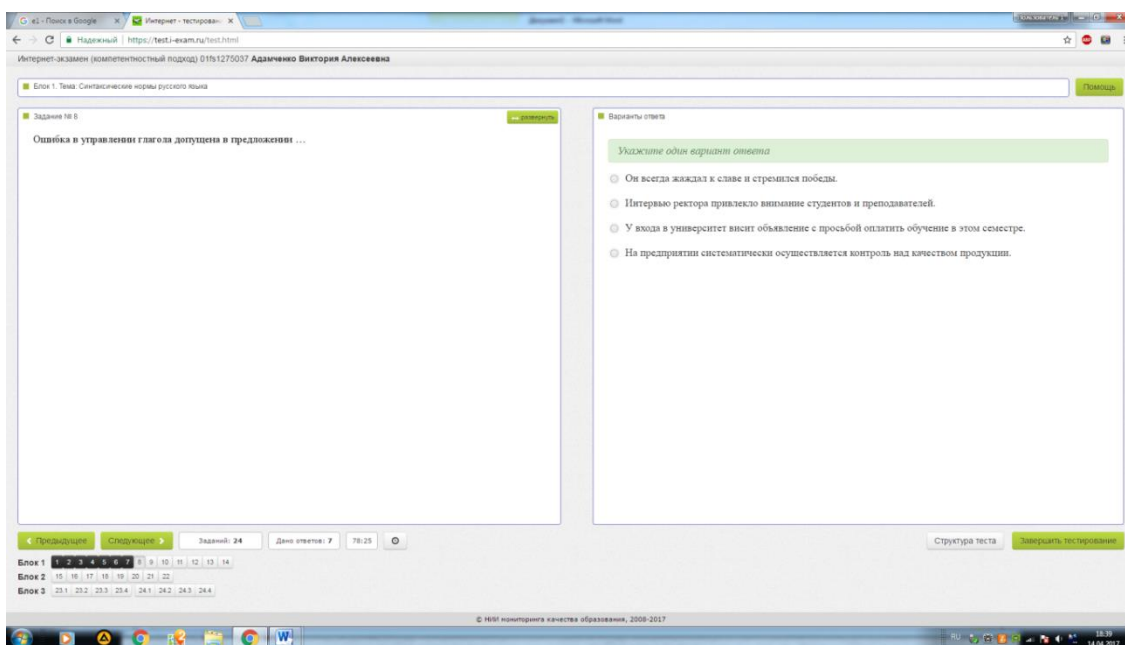 e1 - Поиск в Google
Интернет - тестирован
Надежный | https://test.i-exam.ru/test.html
Интернет-экзамен (компетентностный подход) 01fs1275037 Адамченко Виктория Алексеевна
Блок 1. Тема: Синтаксические нормы русского языка
Помощь
Задание № 8
развернуть
Ошибка в управлении глагола допущена в предложении …
Варианты ответа
Укажите один вариант ответа
Он всегда жаждал к славе и стремился победы.
Интервью ректора привлекло внимание студентов и преподавателей.
У входа в университет висит объявление с просьбой оплатить обучение в этом семестре.
На предприятии систематически осуществляется контроль над качеством продукции.
Предыдущее Следующее Заданий: 24 Дано ответов: 7 78:25
Структура теста Завершить тестирование
Блок 1 1 2 3 4 5 6 7 8 9 10 11 12 13 14
Блок 2 15 16 17 18 19 20 21 22
Блок 3 23.1 23.2 23.3 23.4 24.1 24.2 24.3 24.4
© НИИ мониторинга качества образования, 2008-2017
RU 18:39
14.04.2017